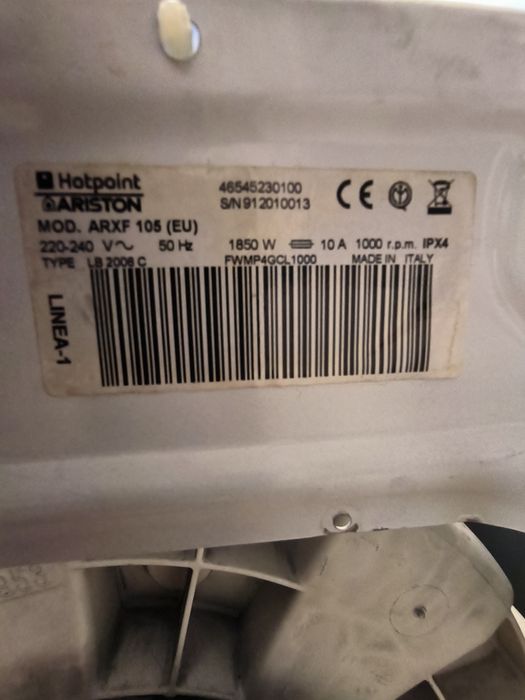 Hotpoint
ARISTON
46545230100
S/N 912010013
CE
MOD. ARXF 105 (EU)
220-240 V∿ 50 Hz 1850 W 10 A 1000 r.p.m. IPX4
TYPE LB 2006 C FWMP4GCL1000 MADE IN ITALY
LINEA-1